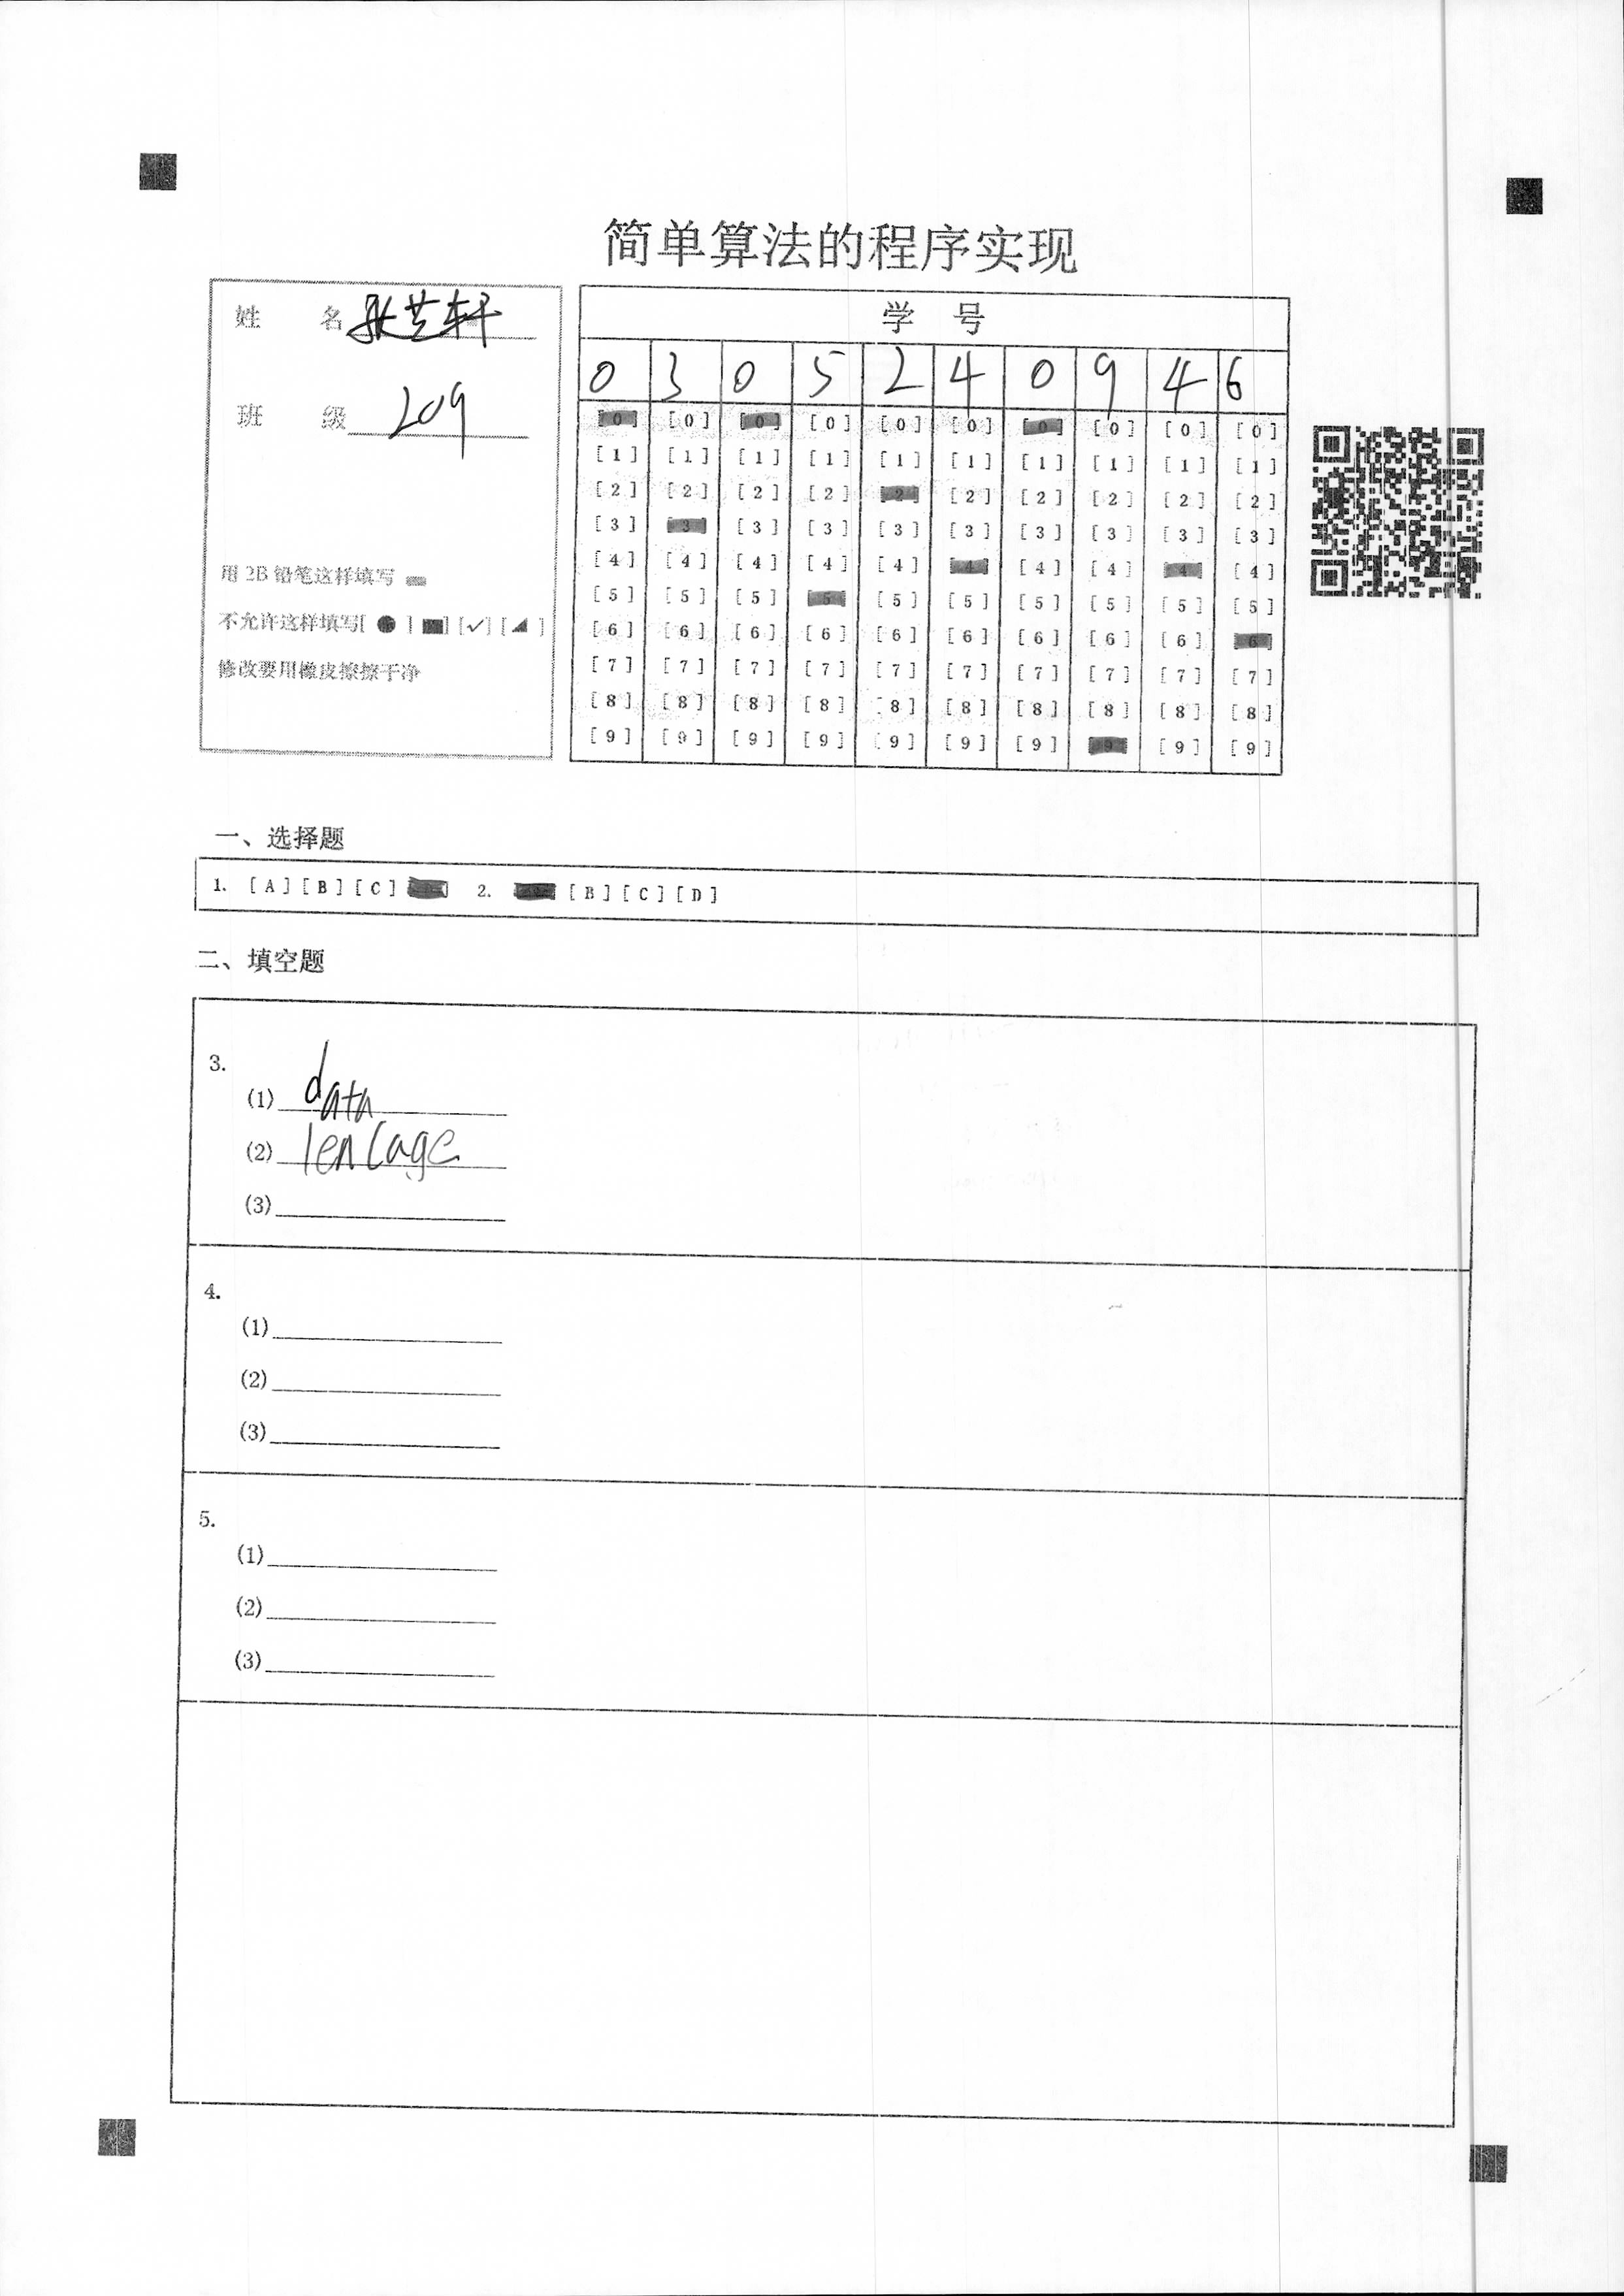 简单算法的程序实现
姓 名 张芝轩
班 级 209
用 2B 铅笔这样填写
不允许这样填写[ ● ] [■] [✓] [◢ ]
修改要用橡皮擦擦干净
学 号
0 3 0 5 2 4 0 9 4 6
[0] [0] [0] [0] [0] [0] [0] [0] [0] [0]
[1] [1] [1] [1] [1] [1] [1] [1] [1] [1]
[2] [2] [2] [2] [2] [2] [2] [2] [2] [2]
[3] [3] [3] [3] [3] [3] [3] [3] [3] [3]
[4] [4] [4] [4] [4] [4] [4] [4] [4] [4]
[5] [5] [5] [5] [5] [5] [5] [5] [5] [5]
[6] [6] [6] [6] [6] [6] [6] [6] [6] [6]
[7] [7] [7] [7] [7] [7] [7] [7] [7] [7]
[8] [8] [8] [8] [8] [8] [8] [8] [8] [8]
[9] [9] [9] [9] [9] [9] [9] [9] [9] [9]
一、选择题
1. [A] [B] [C] 2. [B] [C] [D]
二、填空题
3.
(1) data
(2) lencage
(3)
4.
(1)
(2)
(3)
5.
(1)
(2)
(3)